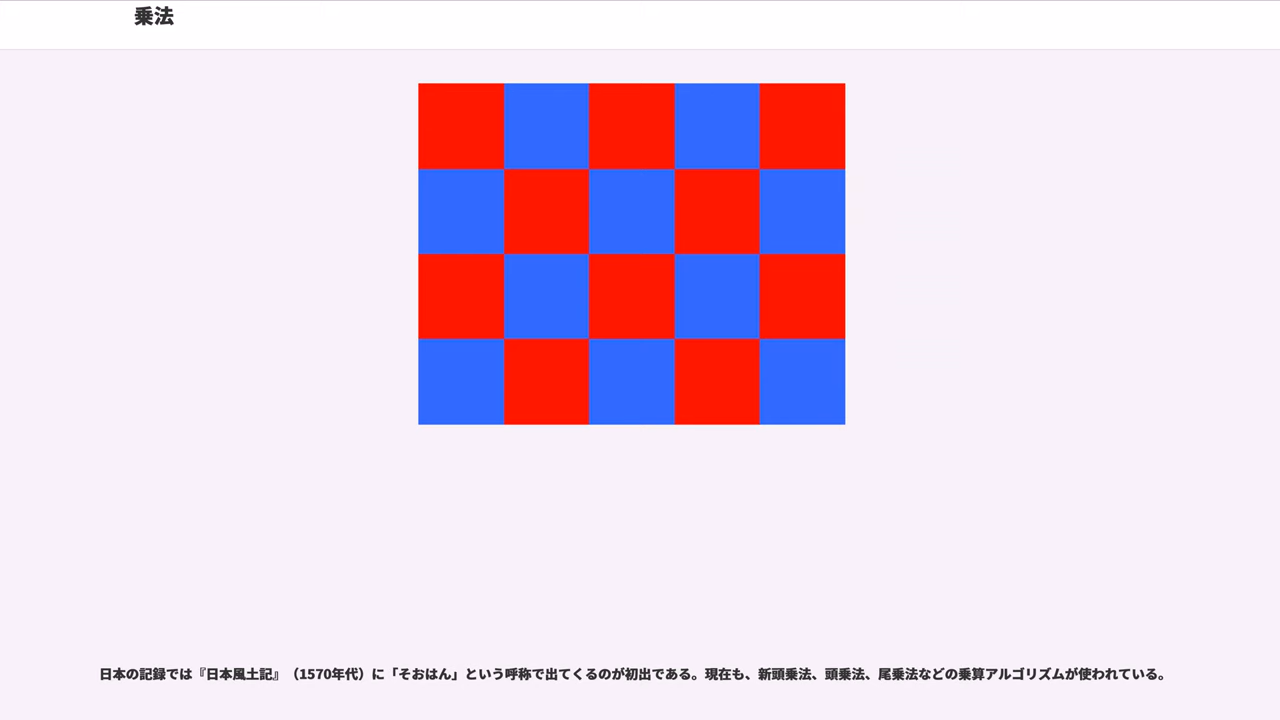 乗法
日本の記録では『日本風土記』（1570年代）に「そおはん」という呼称で出てくるのが初出である。現在も、新頭乗法、頭乗法、尾乗法などの乗算アルゴリズムが使われている。